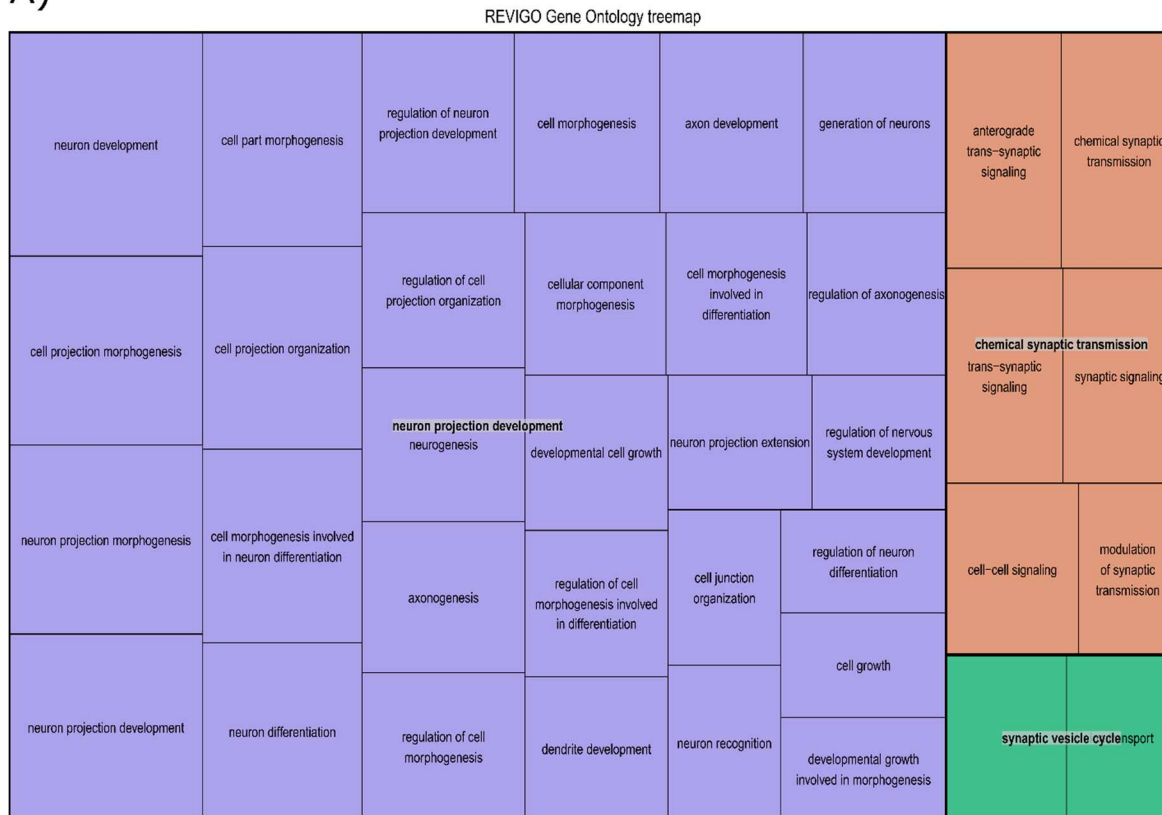 A)
REVIGO Gene Ontology treemap
neuron development
cell part morphogenesis
regulation of neuron
projection development
cell morphogenesis
axon development
generation of neurons
anterograde
trans−synaptic
signaling
chemical synaptic
transmission
cell projection morphogenesis
cell projection organization
regulation of cell
projection organization
cellular component
morphogenesis
cell morphogenesis
involved in
differentiation
regulation of axonogenesis
chemical synaptic transmission
trans−synaptic
signaling
synaptic signaling
neuron projection development
neurogenesis
developmental cell growth
neuron projection extension
regulation of nervous
system development
neuron projection morphogenesis
cell morphogenesis involved
in neuron differentiation
axonogenesis
regulation of cell
morphogenesis involved
in differentiation
cell junction
organization
regulation of neuron
differentiation
cell−cell signaling
modulation
of synaptic
transmission
cell growth
neuron projection development
neuron differentiation
regulation of cell
morphogenesis
dendrite development
neuron recognition
developmental growth
involved in morphogenesis
synaptic vesicle cycle